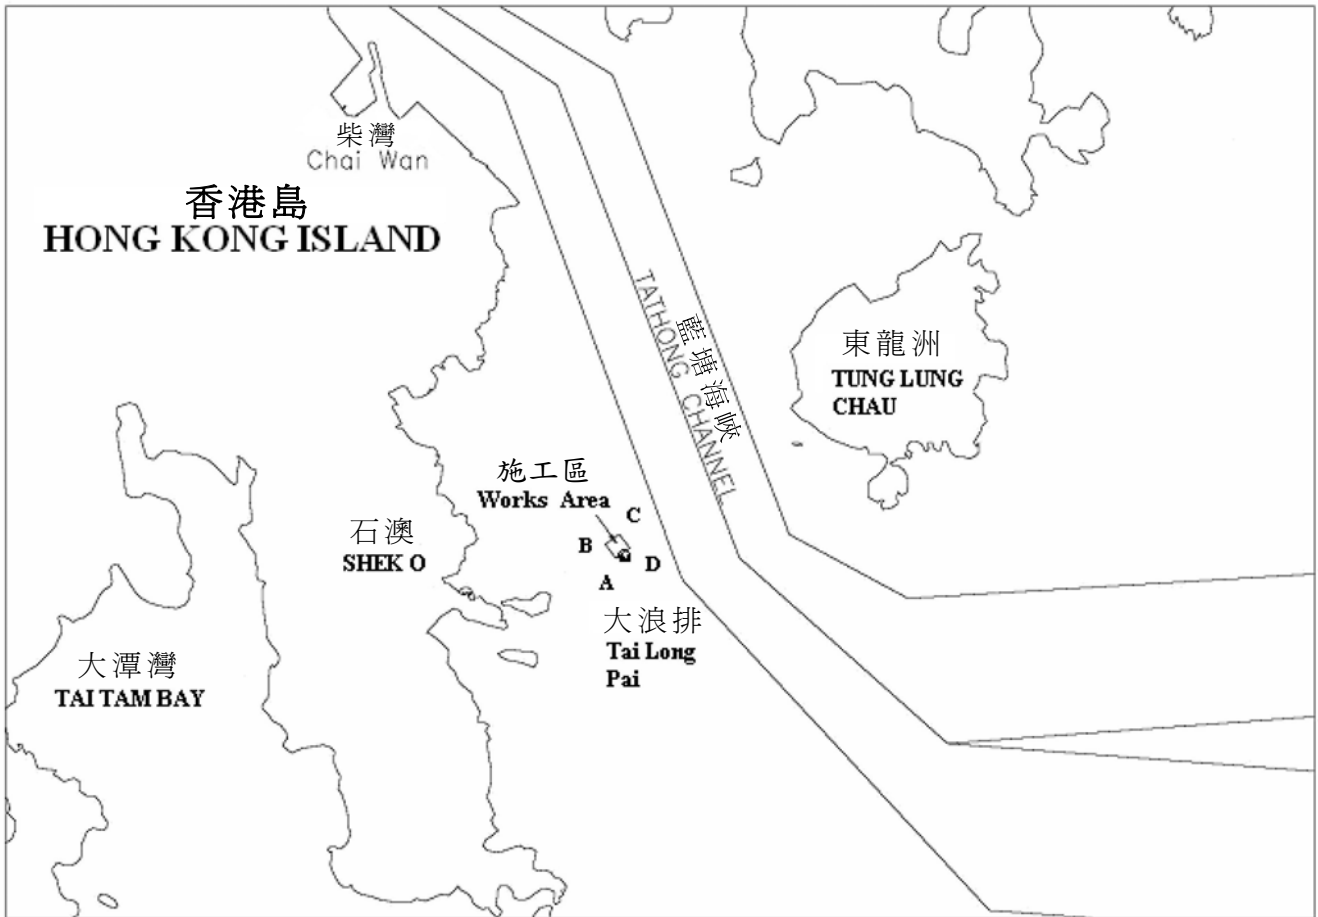 柴灣
Chai Wan
香港島
HONG KONG ISLAND
藍塘海峽
TATHONG CHANNEL
東龍洲
TUNG LUNG
CHAU
施工區
Works Area
C
B
D
A
石澳
SHEK O
大浪排
Tai Long
Pai
大潭灣
TAI TAM BAY